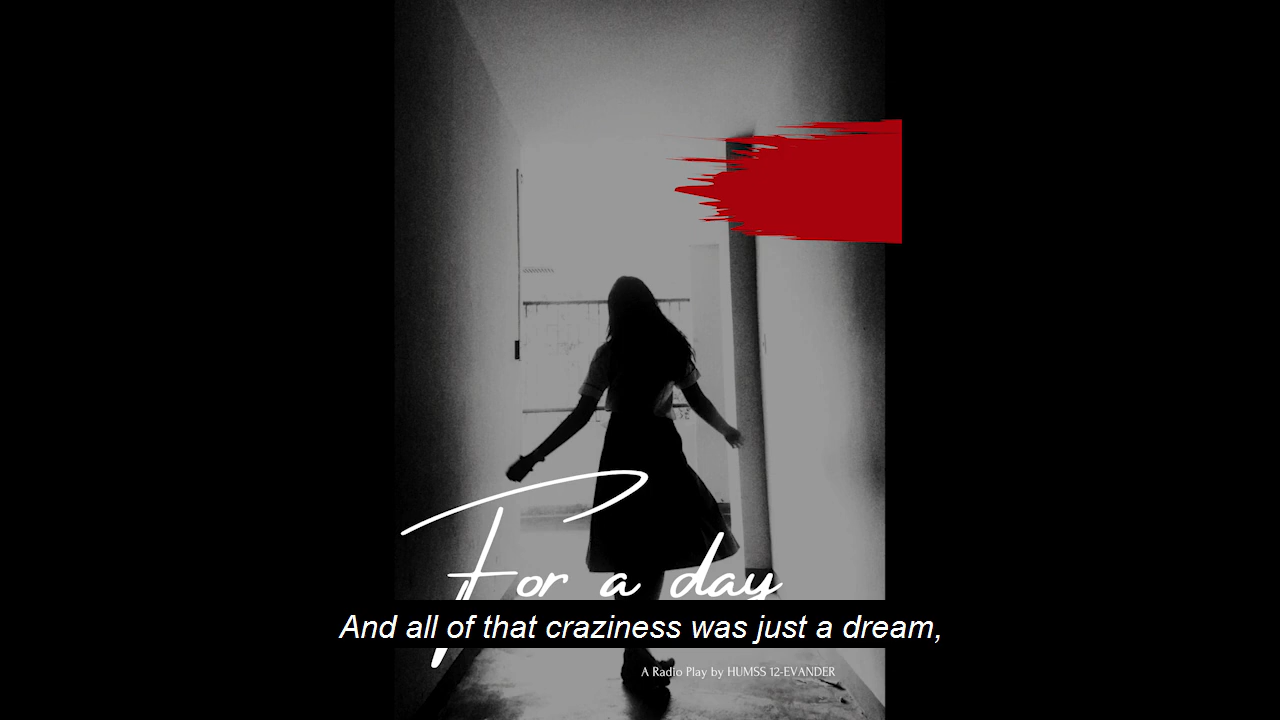 For a day
And all of that craziness was just a dream,
A Radio Play by HUMSS 12-EVANDER